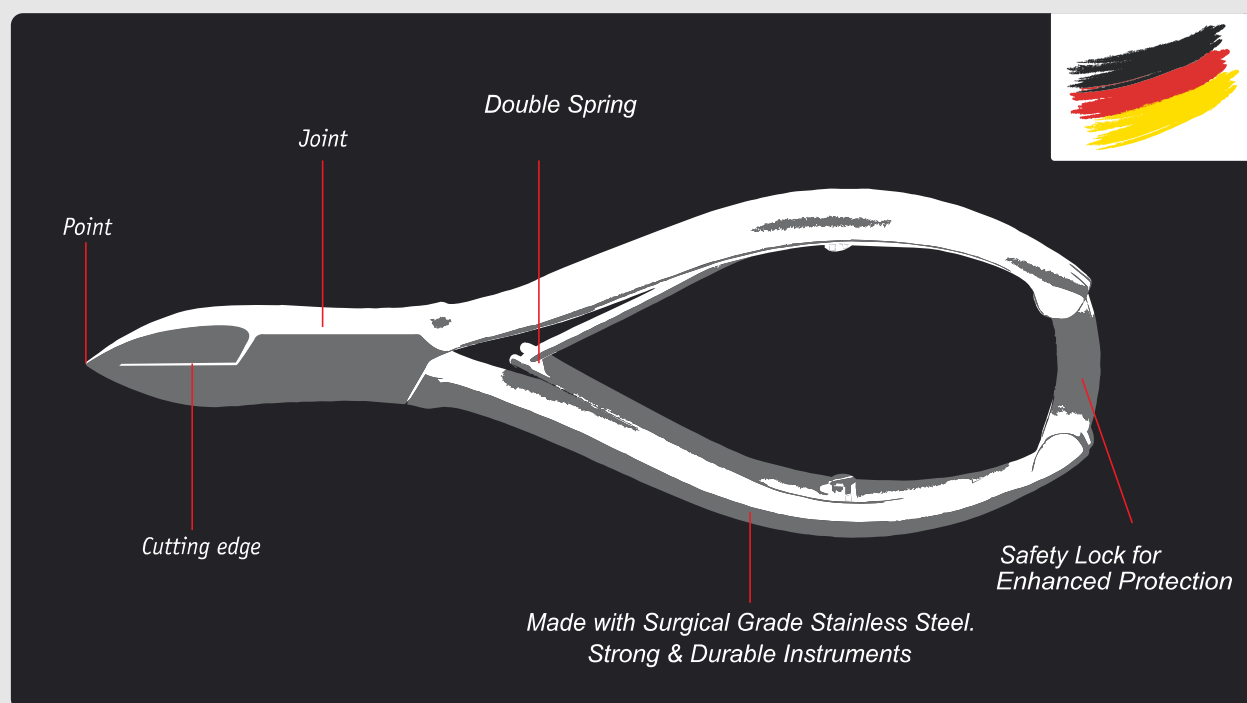 Double Spring
Joint
Point
Cutting edge
Safety Lock for
Enhanced Protection
Made with Surgical Grade Stainless Steel.
Strong & Durable Instruments